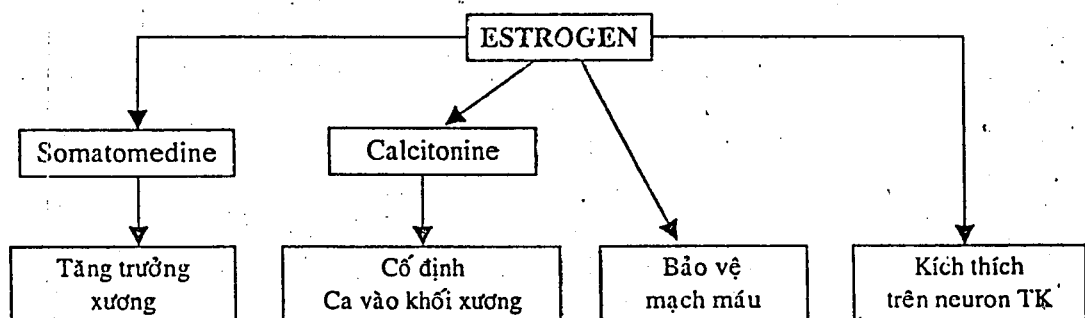 ESTROGEN
Somatomedine
Calcitonine
Tăng trưởng
xương
Cố định
Ca vào khối xương
Bảo vệ
mạch máu
Kích thích
trên neuron TK